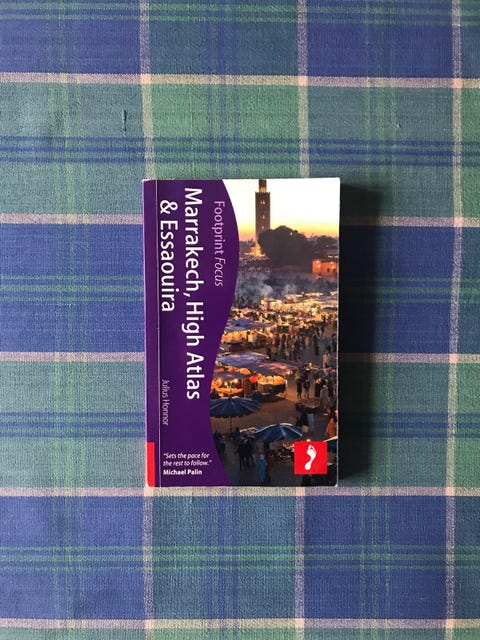 Footprint Focus
Marrakech, High Atlas
& Essaouira
Julius Honnor
"Sets the pace for
the rest to follow."
Michael Palin